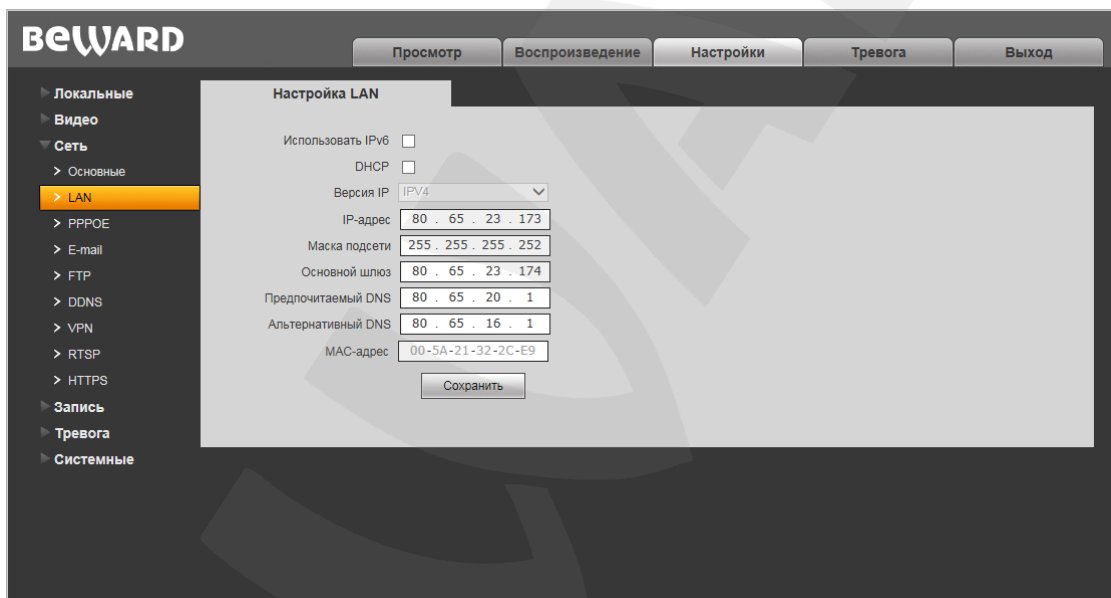 BEWARD
Просмотр Воспроизведение Настройки Тревога Выход
Локальные
Видео
Сеть
> Основные
> LAN
> PPPOE
> E-mail
> FTP
> DDNS
> VPN
> RTSP
> HTTPS
Запись
Тревога
Системные
Настройка LAN
Использовать IPv6
DHCP
Версия IP IPV4
IP-адрес 80 . 65 . 23 . 173
Маска подсети 255 . 255 . 255 . 252
Основной шлюз 80 . 65 . 23 . 174
Предпочитаемый DNS 80 . 65 . 20 . 1
Альтернативный DNS 80 . 65 . 16 . 1
MAC-адрес 00-5A-21-32-2C-E9
Сохранить